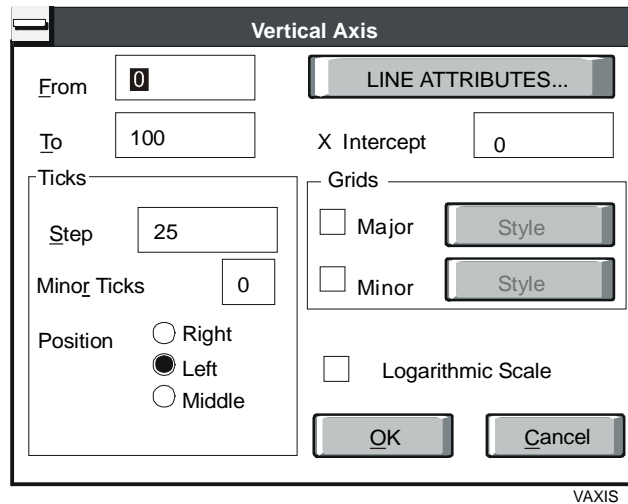 Vertical Axis
From 0
LINE ATTRIBUTES...
To 100
X Intercept 0
Ticks
Step 25
Minor Ticks 0
Position
Right
Left
Middle
Grids
Major Style
Minor Style
Logarithmic Scale
OK
Cancel
VAXIS